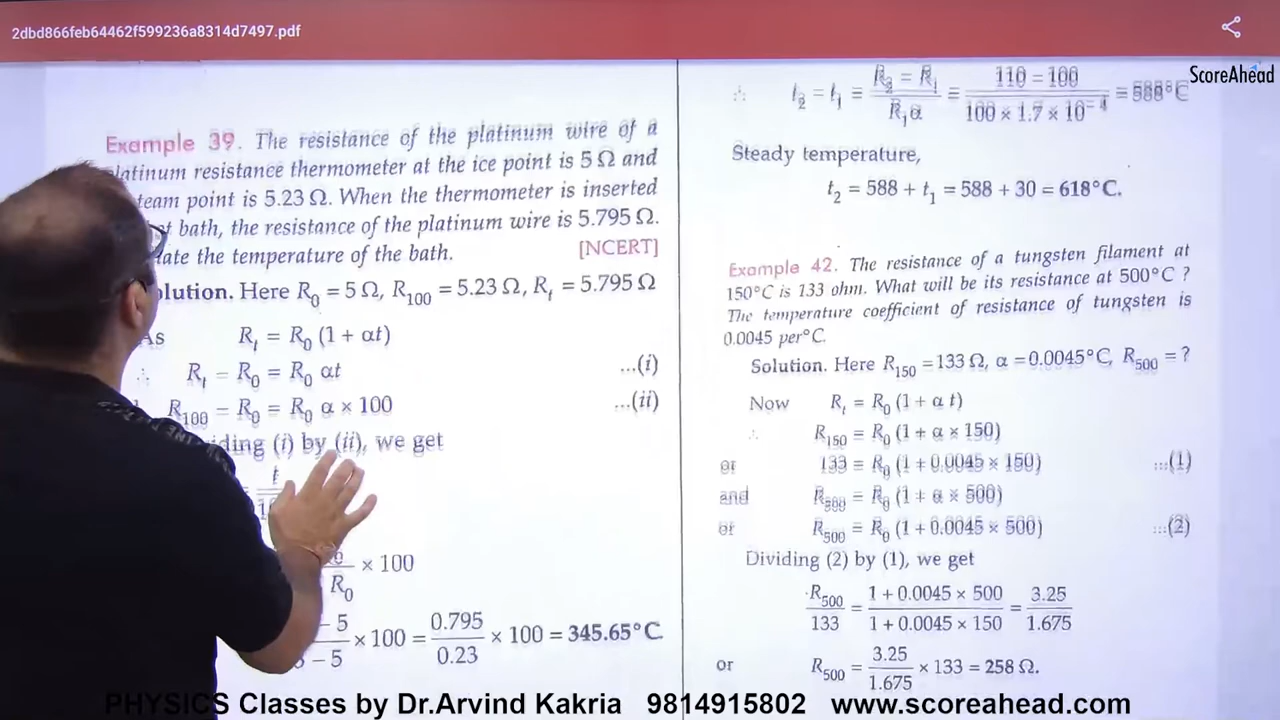 2dbd866feb64462f599236a8314d7497.pdf
ScoreAhead
Example 39. The resistance of the platinum wire of a
latinum resistance thermometer at the ice point is 5 Ω and
team point is 5.23 Ω. When the thermometer is inserted
t bath, the resistance of the platinum wire is 5.795 Ω.
late the temperature of the bath. [NCERT]
lution. Here R₀ = 5 Ω, R₁₀₀ = 5.23 Ω, Rₜ = 5.795 Ω
As Rₜ = R₀ (1 + αt)
∴ Rₜ – R₀ = R₀ αt ...(i)
R₁₀₀ – R₀ = R₀ α × 100 ...(ii)
iding (i) by (ii), we get
t
R₀ × 100
– 5 / – 5 × 100 = 0.795 / 0.23 × 100 = 345.65°C
∴ t₂ – t₁ = R₂ – R₁ / R₁α = 110 – 100 / 100 × 1.7 × 10⁻⁴ = 588°C
Steady temperature,
t₂ = 588 + t₁ = 588 + 30 = 618°C.
Example 42. The resistance of a tungsten filament at
150°C is 133 ohm. What will be its resistance at 500°C ?
The temperature coefficient of resistance of tungsten is
0.0045 per°C.
Solution. Here R₁₅₀ = 133 Ω, α = 0.0045°C, R₅₀₀ = ?
Now Rₜ = R₀ (1 + α t)
∴ R₁₅₀ = R₀ (1 + α × 150)
or 133 = R₀ (1 + 0.0045 × 150) ...(1)
and R₅₀₀ = R₀ (1 + α × 500)
or R₅₀₀ = R₀ (1 + 0.0045 × 500) ...(2)
Dividing (2) by (1), we get
R₅₀₀ / 133 = 1 + 0.0045 × 500 / 1 + 0.0045 × 150 = 3.25 / 1.675
or R₅₀₀ = 3.25 / 1.675 × 133 = 258 Ω.
PHYSICS Classes by Dr.Arvind Kakria 9814915802 www.scoreahead.com